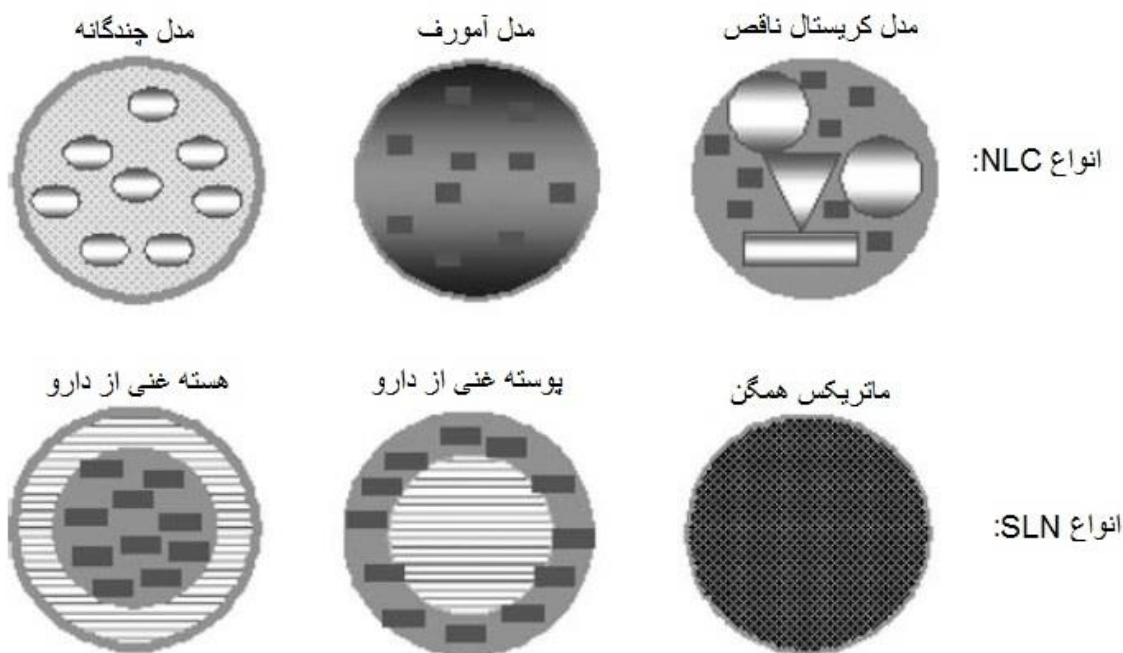 مدل کریستال ناقص
مدل آمورف
مدل چندگانه
انواع NLC:
ماتریکس همگن
پوسته غنی از دارو
هسته غنی از دارو
انواع SLN: